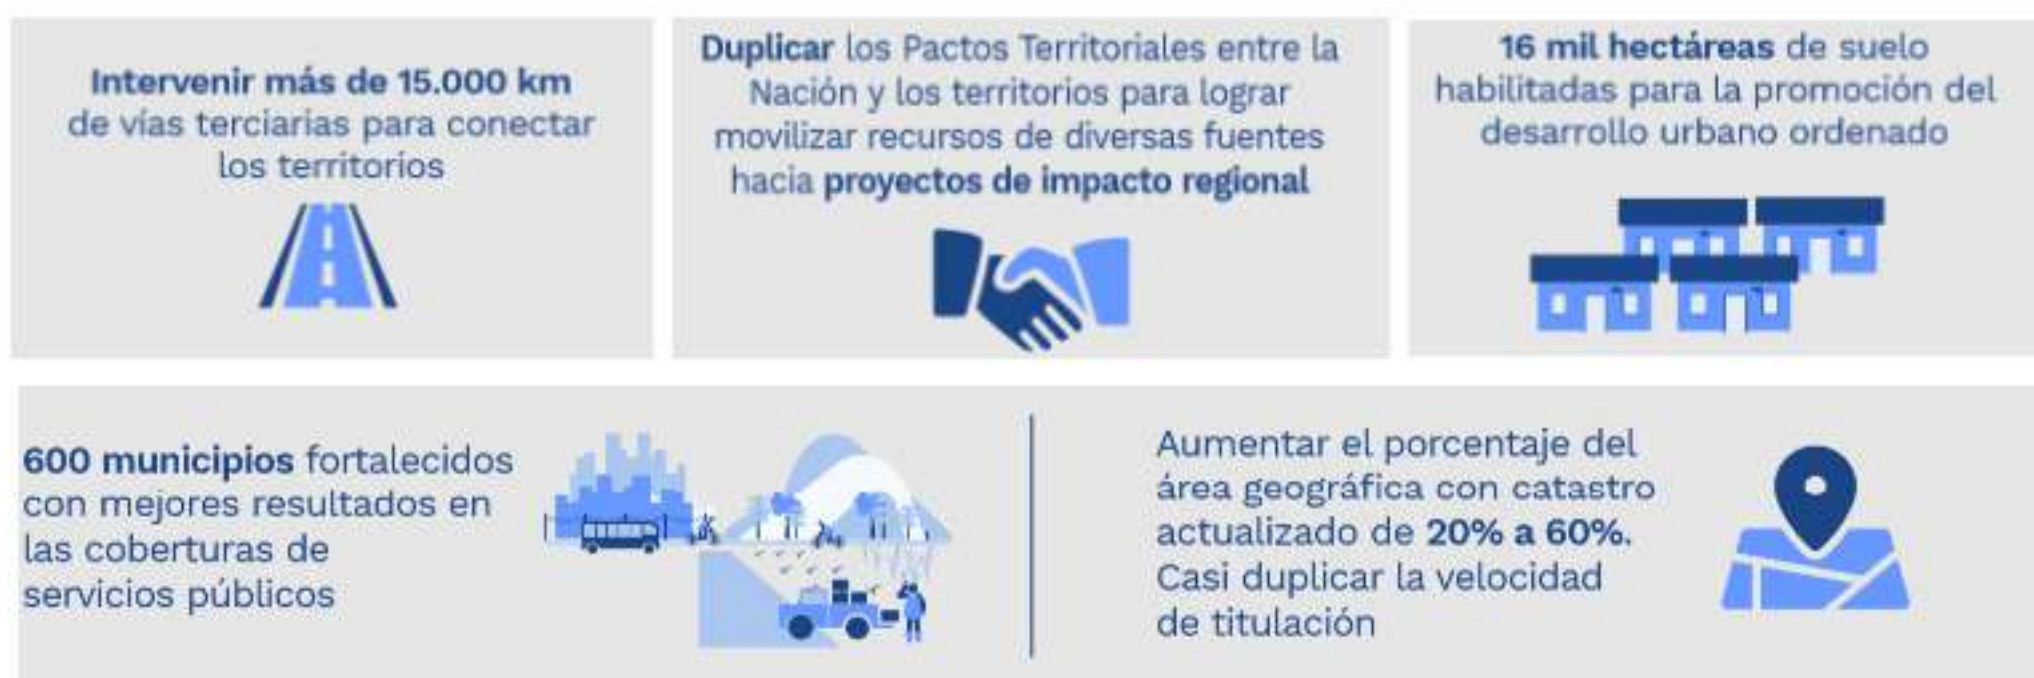 Intervenir más de 15.000 km
de vías terciarias para conectar
los territorios
Duplicar los Pactos Territoriales entre la
Nación y los territorios para lograr
movilizar recursos de diversas fuentes
hacia proyectos de impacto regional
16 mil hectáreas de suelo
habilitadas para la promoción del
desarrollo urbano ordenado
600 municipios fortalecidos
con mejores resultados en
las coberturas de
servicios públicos
Aumentar el porcentaje del
área geográfica con catastro
actualizado de 20% a 60%.
Casi duplicar la velocidad
de titulación